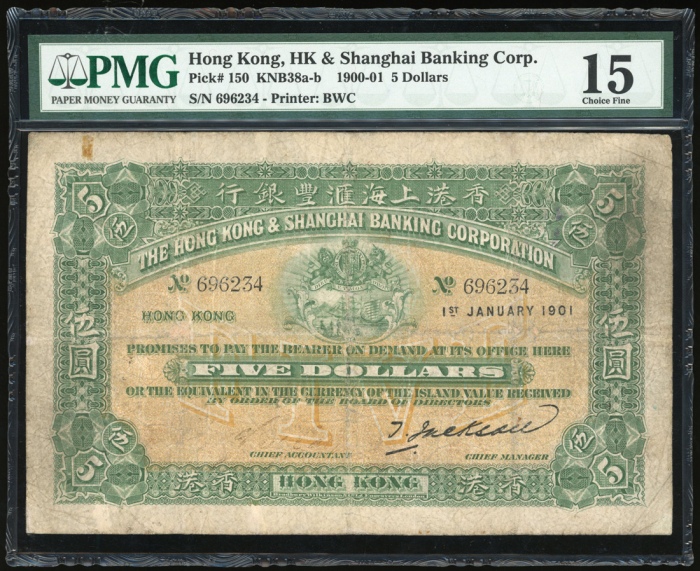 PMG
PAPER MONEY GUARANTY
Hong Kong, HK & Shanghai Banking Corp.
Pick# 150 KNB38a-b 1900-01 5 Dollars
S/N 696234 - Printer: BWC
15
Choice Fine
5
行銀豐滙海上港香
5
伍
THE HONG KONG & SHANGHAI BANKING CORPORATION
伍
№ 696234
№ 696234
HONG KONG
1ST JANUARY 1901
伍圓
伍圓
PROMISES TO PAY THE BEARER ON DEMAND AT ITS OFFICE HERE
FIVE DOLLARS
OR THE EQUIVALENT IN THE CURRENCY OF THE ISLAND VALUE RECEIVED
BY ORDER OF THE BOARD OF DIRECTORS
伍
T Jackson
伍
CHIEF ACCOUNTANT
CHIEF MANAGER
5
港香
HONG KONG
港香
5